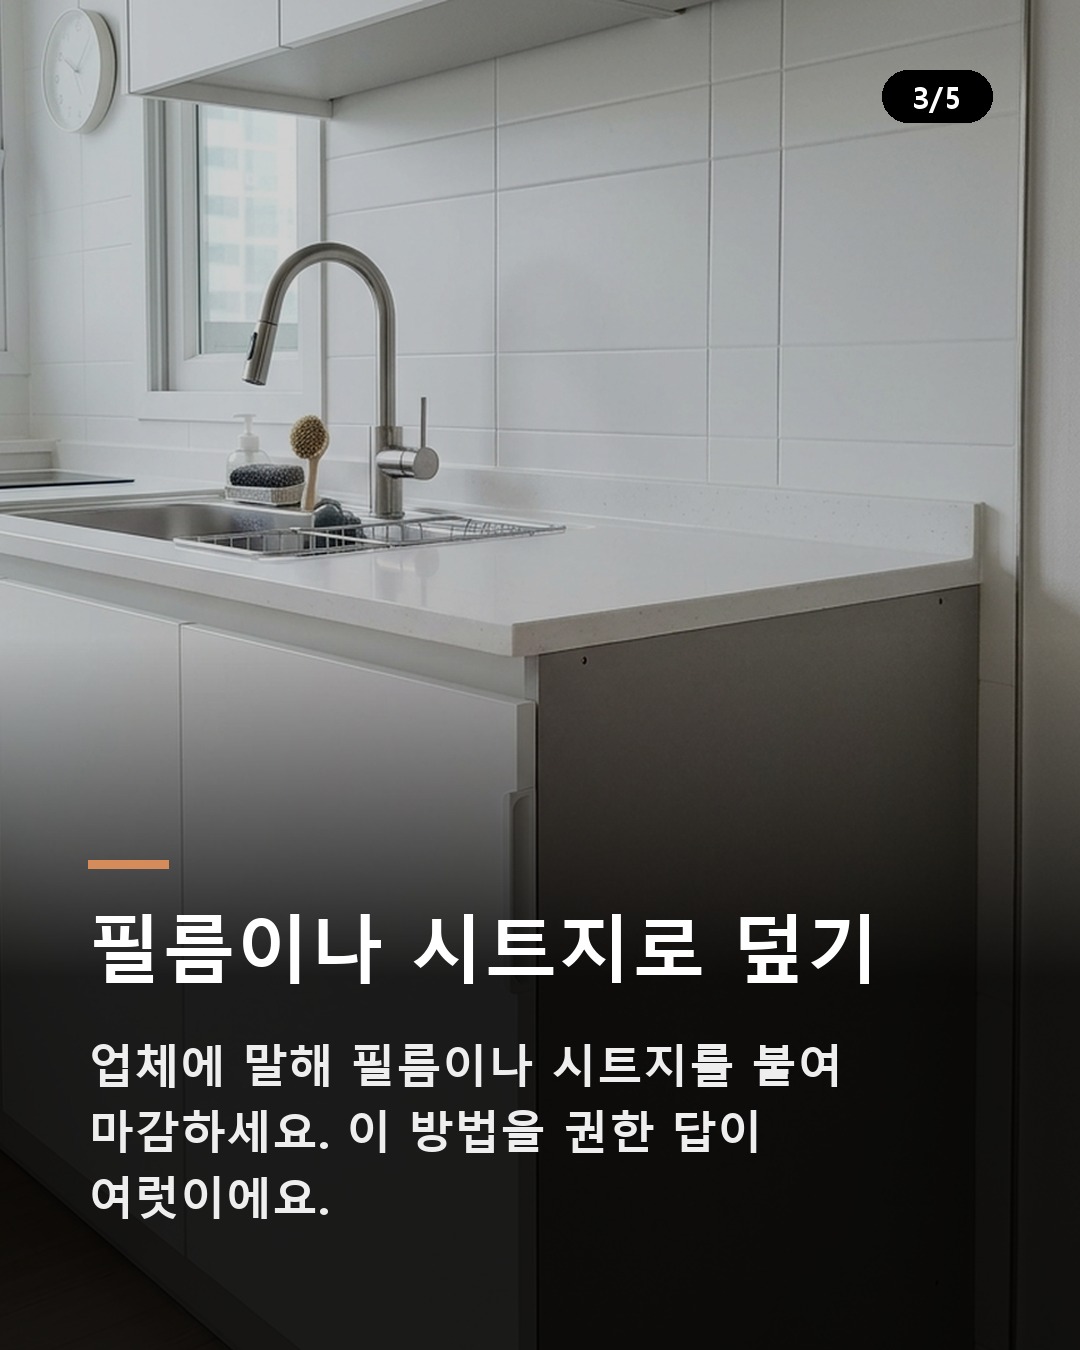 3/5
필름이나 시트지로 덮기
업체에 말해 필름이나 시트지를 붙여
마감하세요. 이 방법을 권한 답이
여럿이에요.